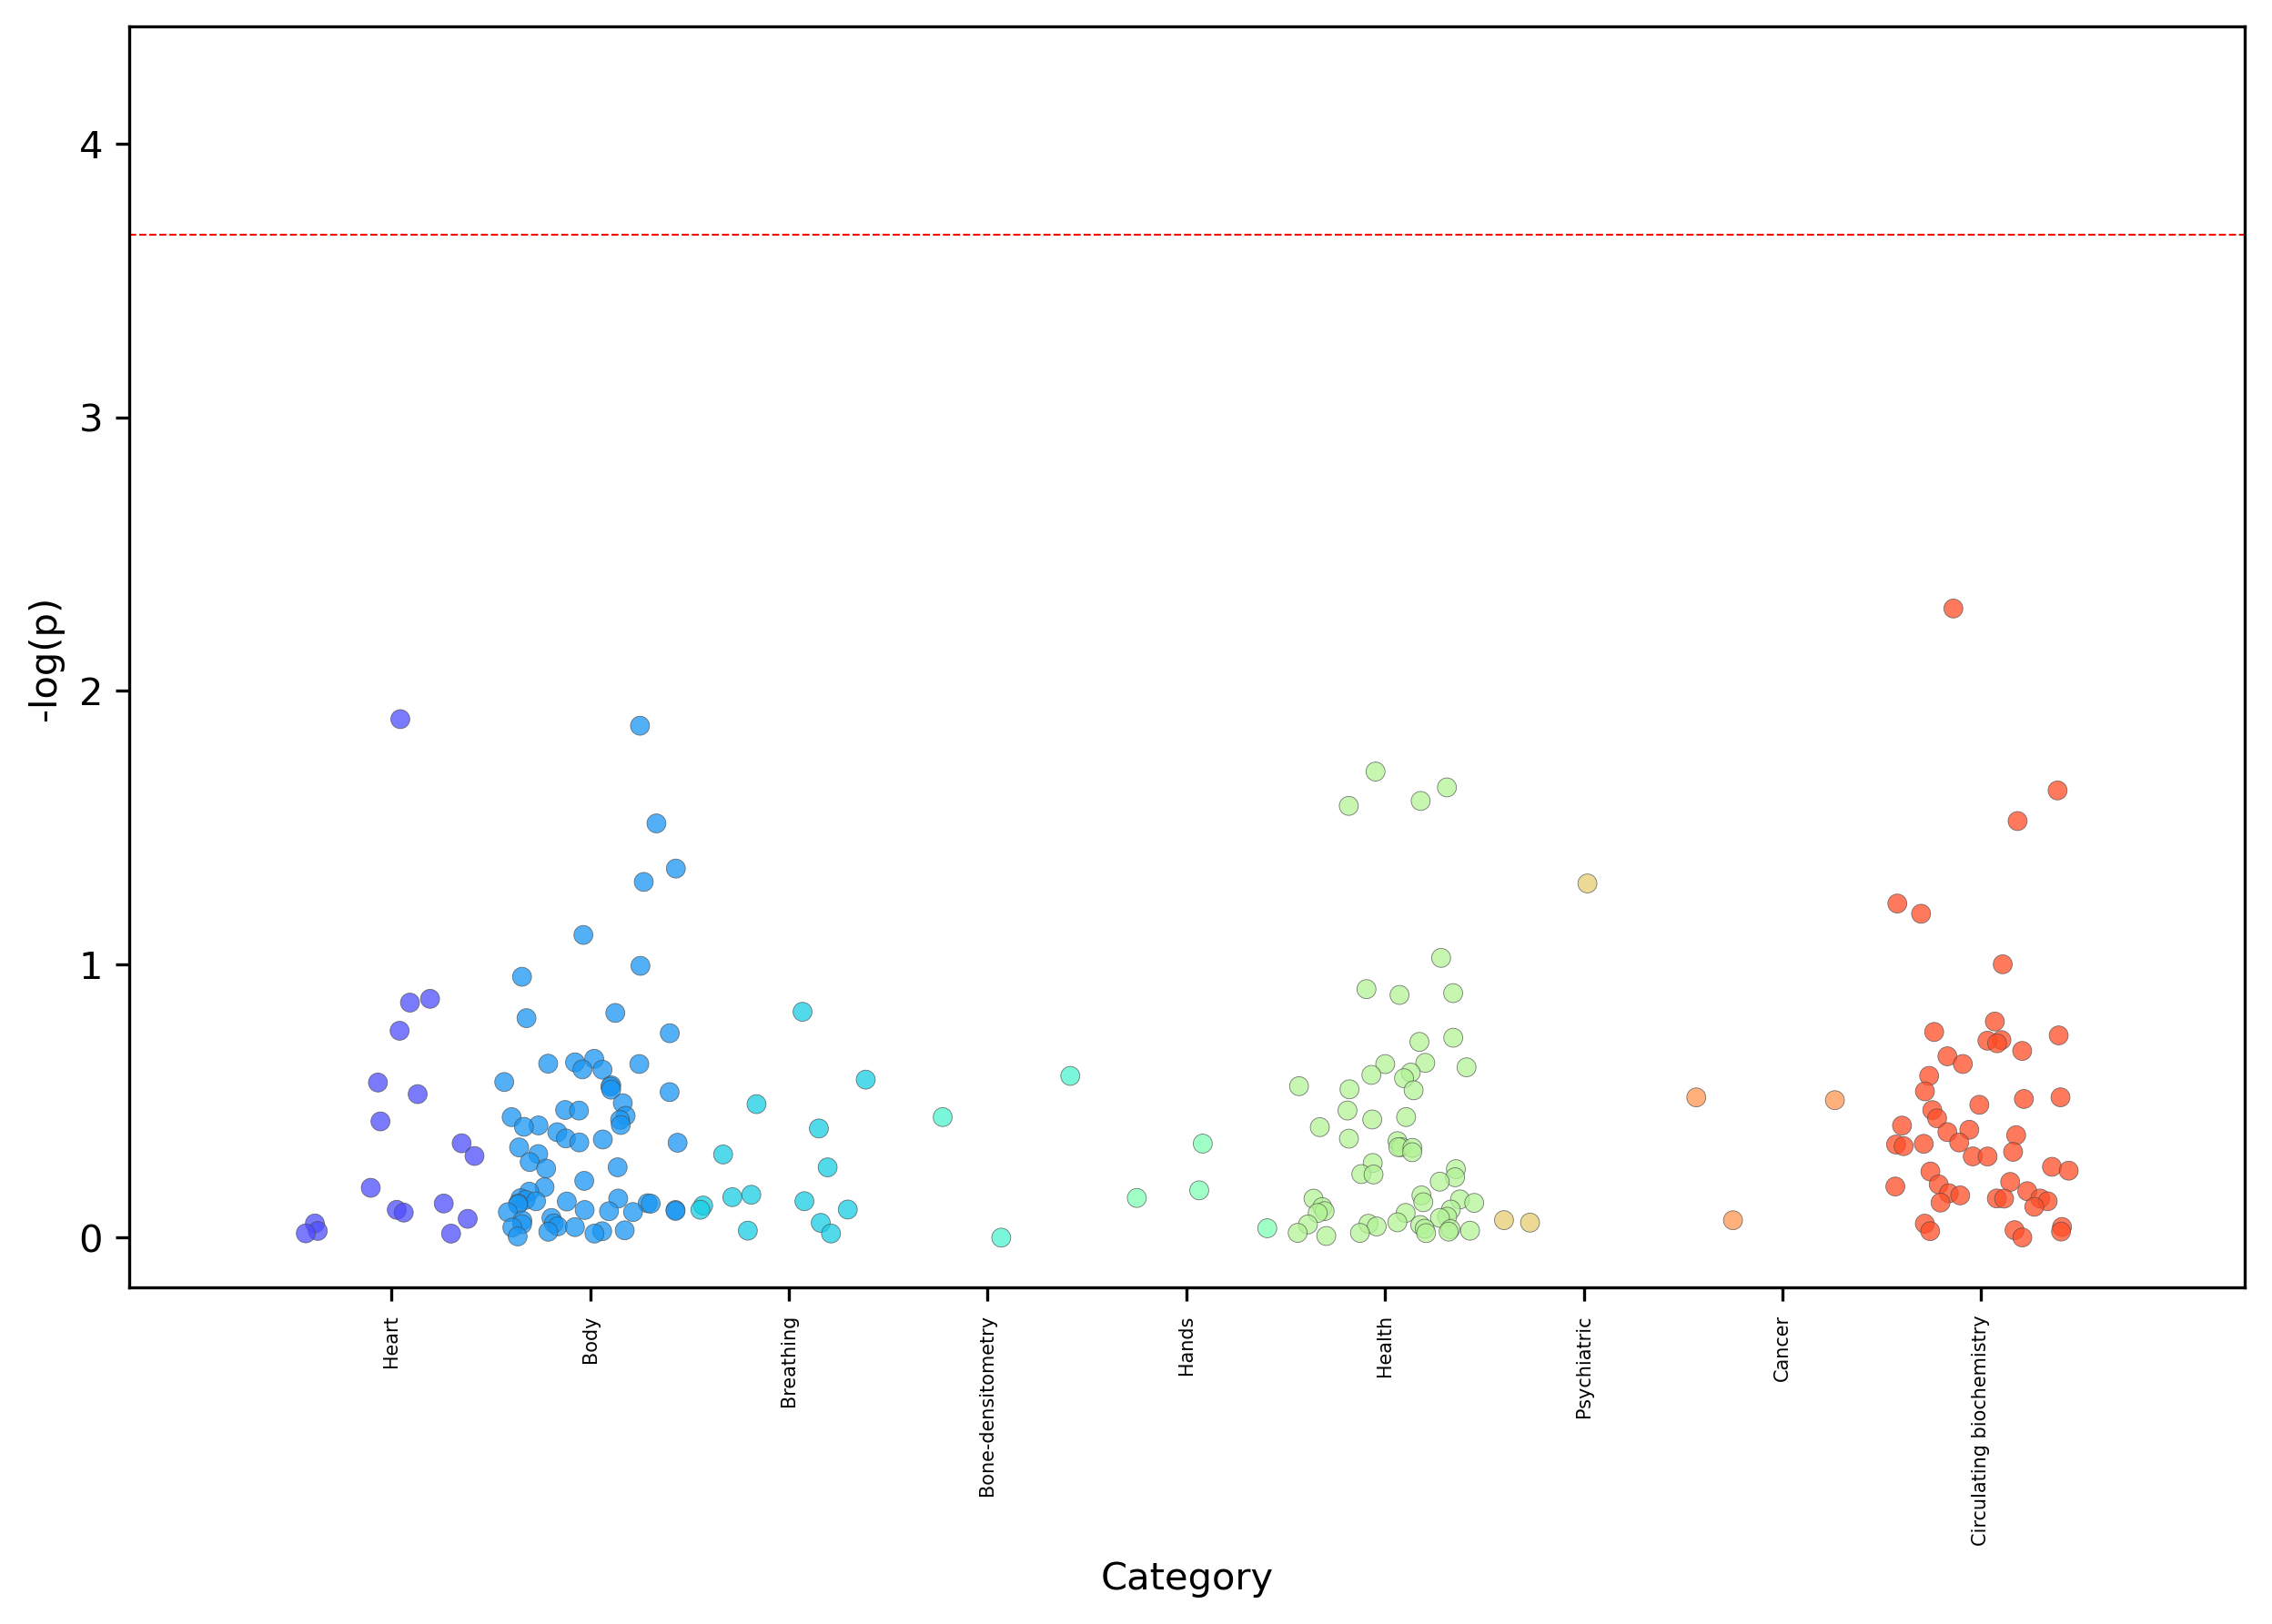 4
3
2
1
0
-log(p)
Heart
Body
Breathing
Bone-densitometry
Hands
Health
Psychiatric
Cancer
Circulating biochemistry
Category